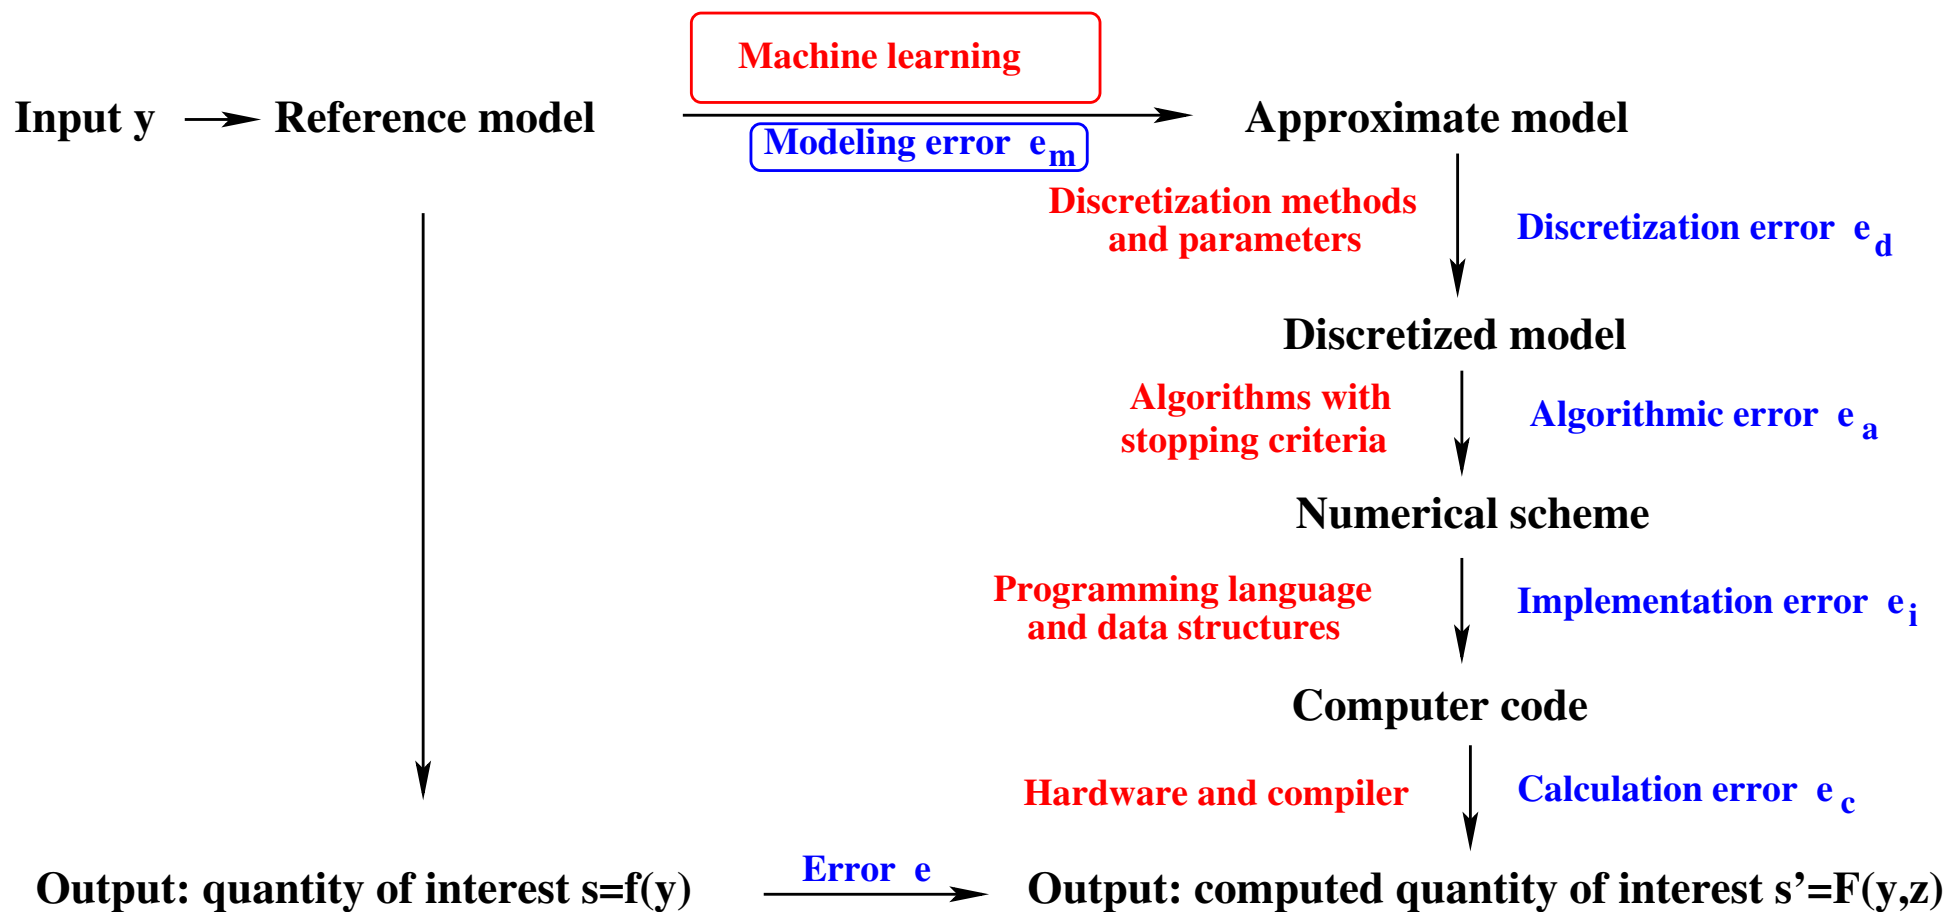 Machine learning
Input y
Reference model
Approximate model
Modeling error e_m
Discretization methods
and parameters
Discretization error e_d
Discretized model
Algorithms with
stopping criteria
Algorithmic error e_a
Numerical scheme
Programming language
and data structures
Implementation error e_i
Computer code
Hardware and compiler
Calculation error e_c
Output: quantity of interest s=f(y)
Error e
Output: computed quantity of interest s’=F(y,z)